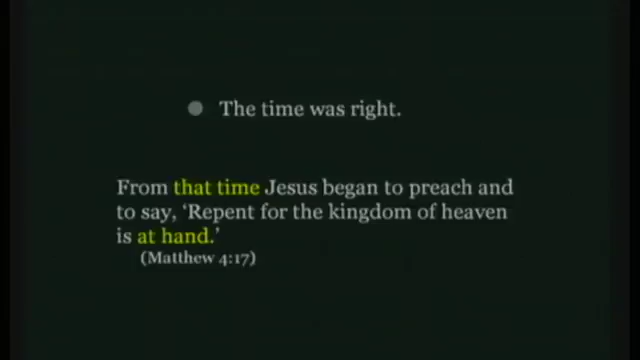 The time was right.
From that time Jesus began to preach and
to say, ‘Repent for the kingdom of heaven
is at hand.’
(Matthew 4:17)